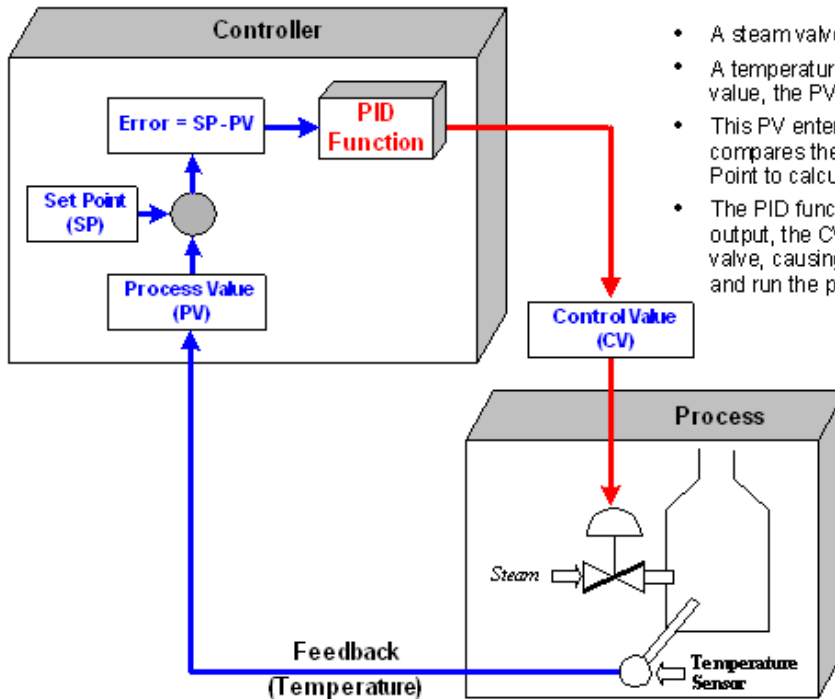 Controller
Error = SP-PV
PID
Function
Set Point
(SP)
Process Value
(PV)
Control Value
(CV)
Process
Steam
Temperature
Sensor
Feedback
(Temperature)
• A steam valve
• A temperatur
value, the PV
• This PV enter
compares the
Point to calcu
• The PID func
output, the CV
valve, causing
and run the p